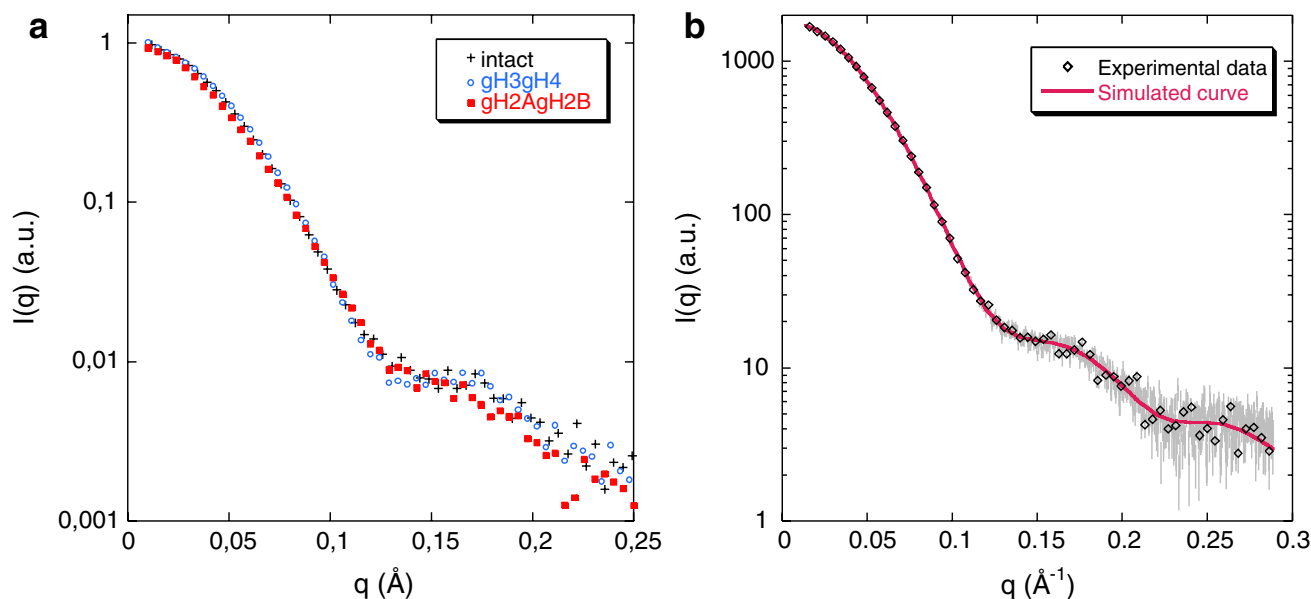 a
I(q) (a.u.)
1
0,1
0,01
0,001
0
0,05
0,1
0,15
0,2
0,25
q (Å)
intact
gH3gH4
gH2AgH2B
b
I(q) (a.u.)
1000
100
10
1
0
0.05
0.1
0.15
0.2
0.25
0.3
q (Å-1)
Experimental data
Simulated curve